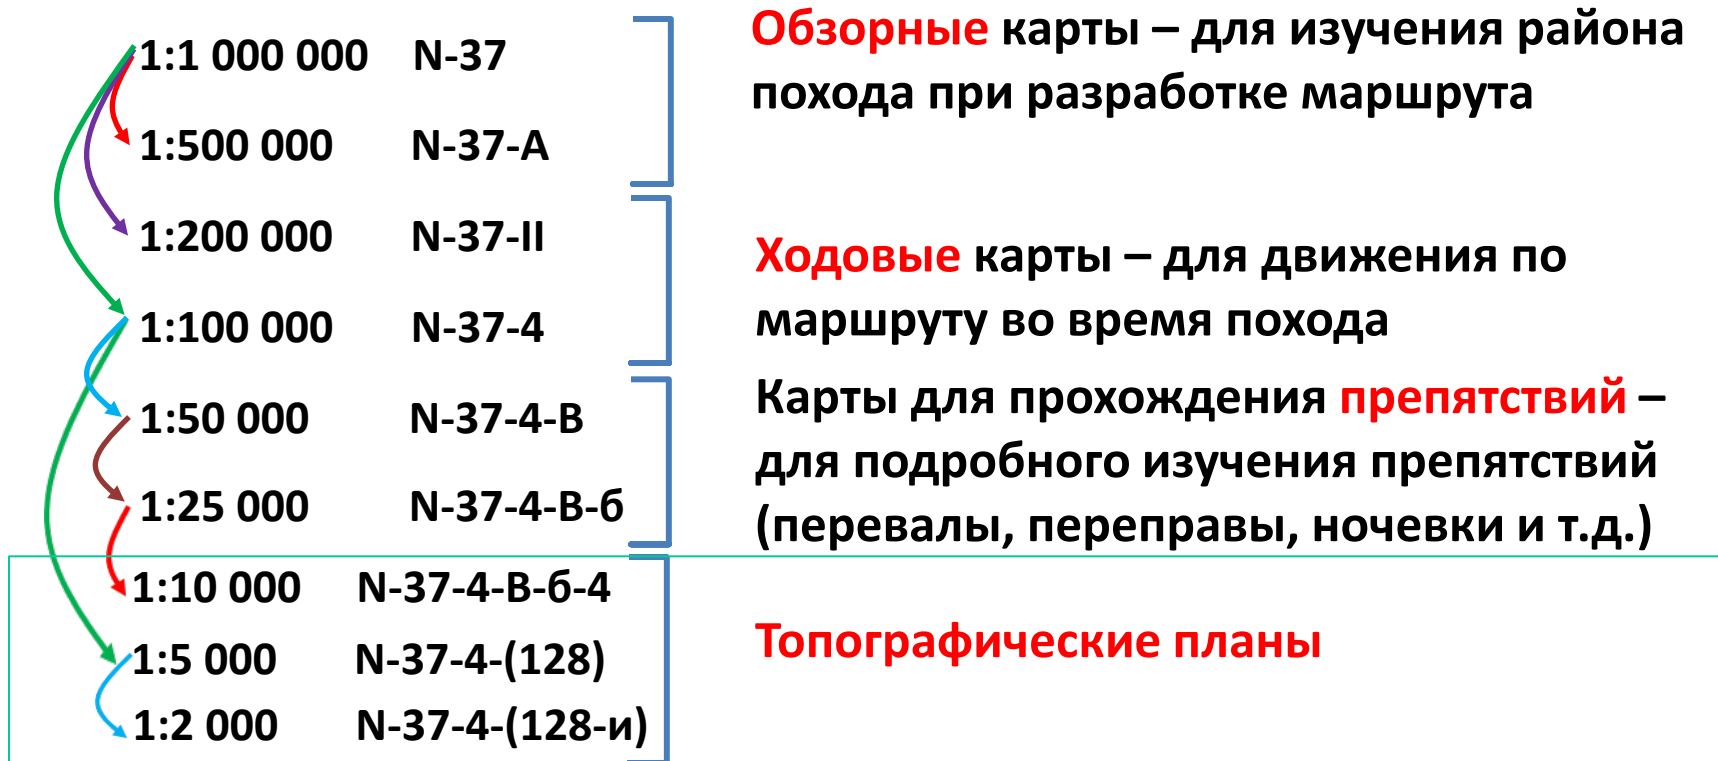 1:1 000 000 N-37
1:500 000 N-37-А
1:200 000 N-37-II
1:100 000 N-37-4
1:50 000 N-37-4-В
1:25 000 N-37-4-В-б
1:10 000 N-37-4-В-б-4
1:5 000 N-37-4-(128)
1:2 000 N-37-4-(128-и)
Обзорные карты – для изучения района
похода при разработке маршрута
Ходовые карты – для движения по
маршруту во время похода
Карты для прохождения препятствий –
для подробного изучения препятствий
(перевалы, переправы, ночевки и т.д.)
Топографические планы